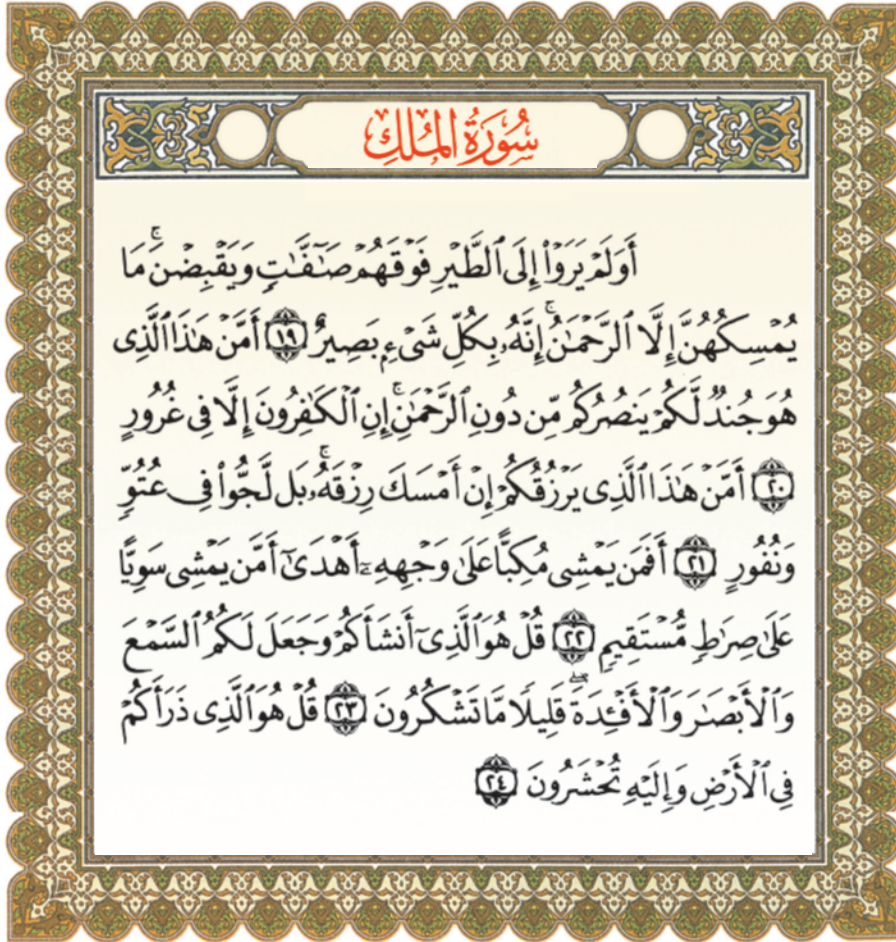 سُورَةُ المُلْكِ
أَوَلَمْ يَرَوْا۟ إِلَى ٱلطَّيْرِ فَوْقَهُمْ صَـٰٓفَّـٰتٍ وَيَقْبِضْنَ ۚ مَا
يُمْسِكُهُنَّ إِلَّا ٱلرَّحْمَـٰنُ ۚ إِنَّهُۥ بِكُلِّ شَىْءٍۭ بَصِيرٌ ﴿١٩﴾ أَمَّنْ هَـٰذَا ٱلَّذِى
هُوَ جُندٌ لَّكُمْ يَنصُرُكُم مِّن دُونِ ٱلرَّحْمَـٰنِ ۚ إِنِ ٱلْكَـٰفِرُونَ إِلَّا فِى غُرُورٍ
﴿٢٠﴾ أَمَّنْ هَـٰذَا ٱلَّذِى يَرْزُقُكُمْ إِنْ أَمْسَكَ رِزْقَهُۥ ۚ بَل لَّجُّوا۟ فِى عُتُوٍّ
وَنُفُورٍ ﴿٢١﴾ أَفَمَن يَمْشِى مُكِبًّا عَلَىٰ وَجْهِهِۦٓ أَهْدَىٰٓ أَمَّن يَمْشِى سَوِيًّا
عَلَىٰ صِرَٰطٍ مُّسْتَقِيمٍ ﴿٢٢﴾ قُلْ هُوَ ٱلَّذِىٓ أَنشَأَكُمْ وَجَعَلَ لَكُمُ ٱلسَّمْعَ
وَٱلْأَبْصَـٰرَ وَٱلْأَفْـِٔدَةَ ۖ قَلِيلًا مَّا تَشْكُرُونَ ﴿٢٣﴾ قُلْ هُوَ ٱلَّذِى ذَرَأَكُمْ
فِى ٱلْأَرْضِ وَإِلَيْهِ تُحْشَرُونَ ﴿٢٤﴾